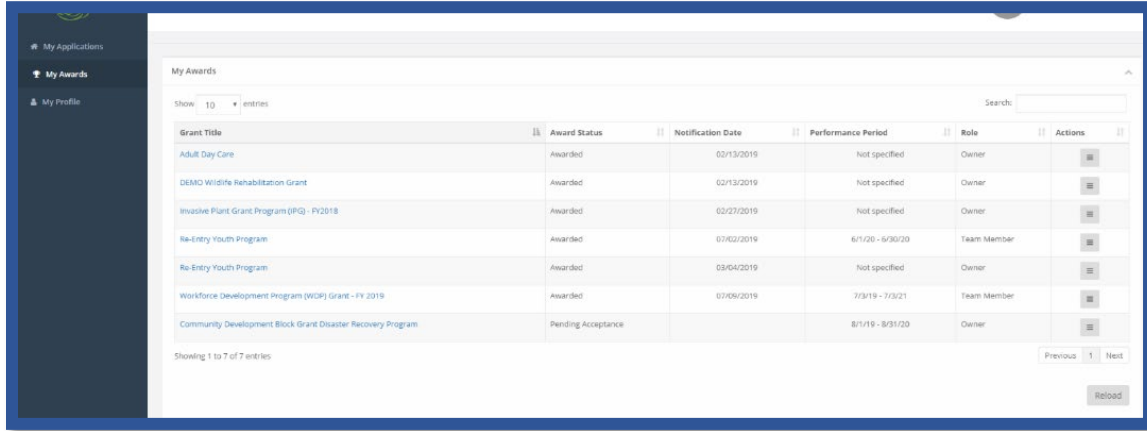 My Applications
My Awards
My Profile
My Awards
Show 10 entries
Search:
Grant Title Award Status Notification Date Performance Period Role Actions
Adult Day Care Awarded 02/13/2019 Not specified Owner
DEMO Wildlife Rehabilitation Grant Awarded 02/13/2019 Not specified Owner
Invasive Plant Grant Program (IPG) - FY2018 Awarded 02/27/2019 Not specified Owner
Re-Entry Youth Program Awarded 07/02/2019 6/1/20 - 6/30/20 Team Member
Re-Entry Youth Program Awarded 03/04/2019 Not specified Owner
Workforce Development Program (WDP) Grant - FY 2019 Awarded 07/09/2019 7/3/19 - 7/3/21 Team Member
Community Development Block Grant Disaster Recovery Program Pending Acceptance 8/1/19 - 8/31/20 Owner
Showing 1 to 7 of 7 entries
Previous 1 Next
Reload